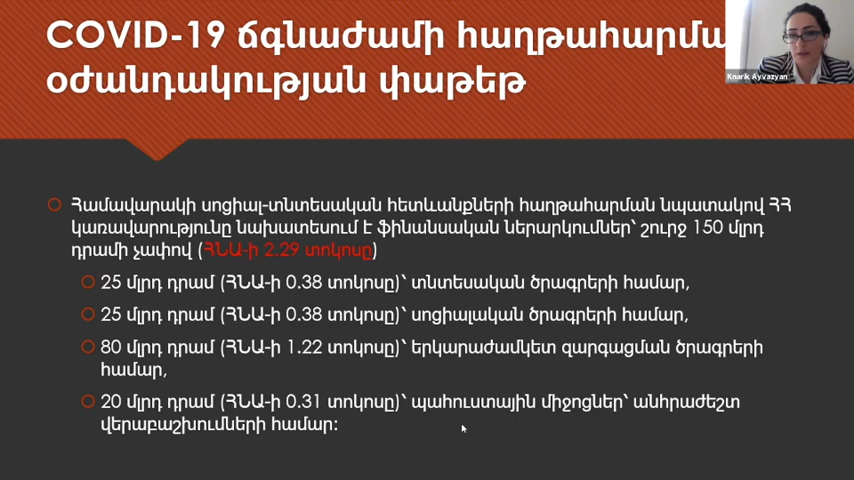 COVID-19 ճգնաժամի հաղթահարմա
օժանդակության փաթեթ
Knarik Ayvazyan
Համավարակի սոցիալ-տնտեսական հետևանքների հաղթահարման նպատակով ՀՀ
կառավարությունը նախատեսում է ֆինանսական ներարկումներ՝ շուրջ 150 մլրդ
դրամի չափով (ՀՆԱ-ի 2.29 տոկոսը)
25 մլրդ դրամ (ՀՆԱ-ի 0.38 տոկոսը)՝ տնտեսական ծրագրերի համար,
25 մլրդ դրամ (ՀՆԱ-ի 0.38 տոկոսը)՝ սոցիալական ծրագրերի համար,
80 մլրդ դրամ (ՀՆԱ-ի 1.22 տոկոսը)՝ երկարաժամկետ զարգացման ծրագրերի
համար,
20 մլրդ դրամ (ՀՆԱ-ի 0.31 տոկոսը)՝ պահուստային միջոցներ՝ անհրաժեշտ
վերաբաշխումների համար: